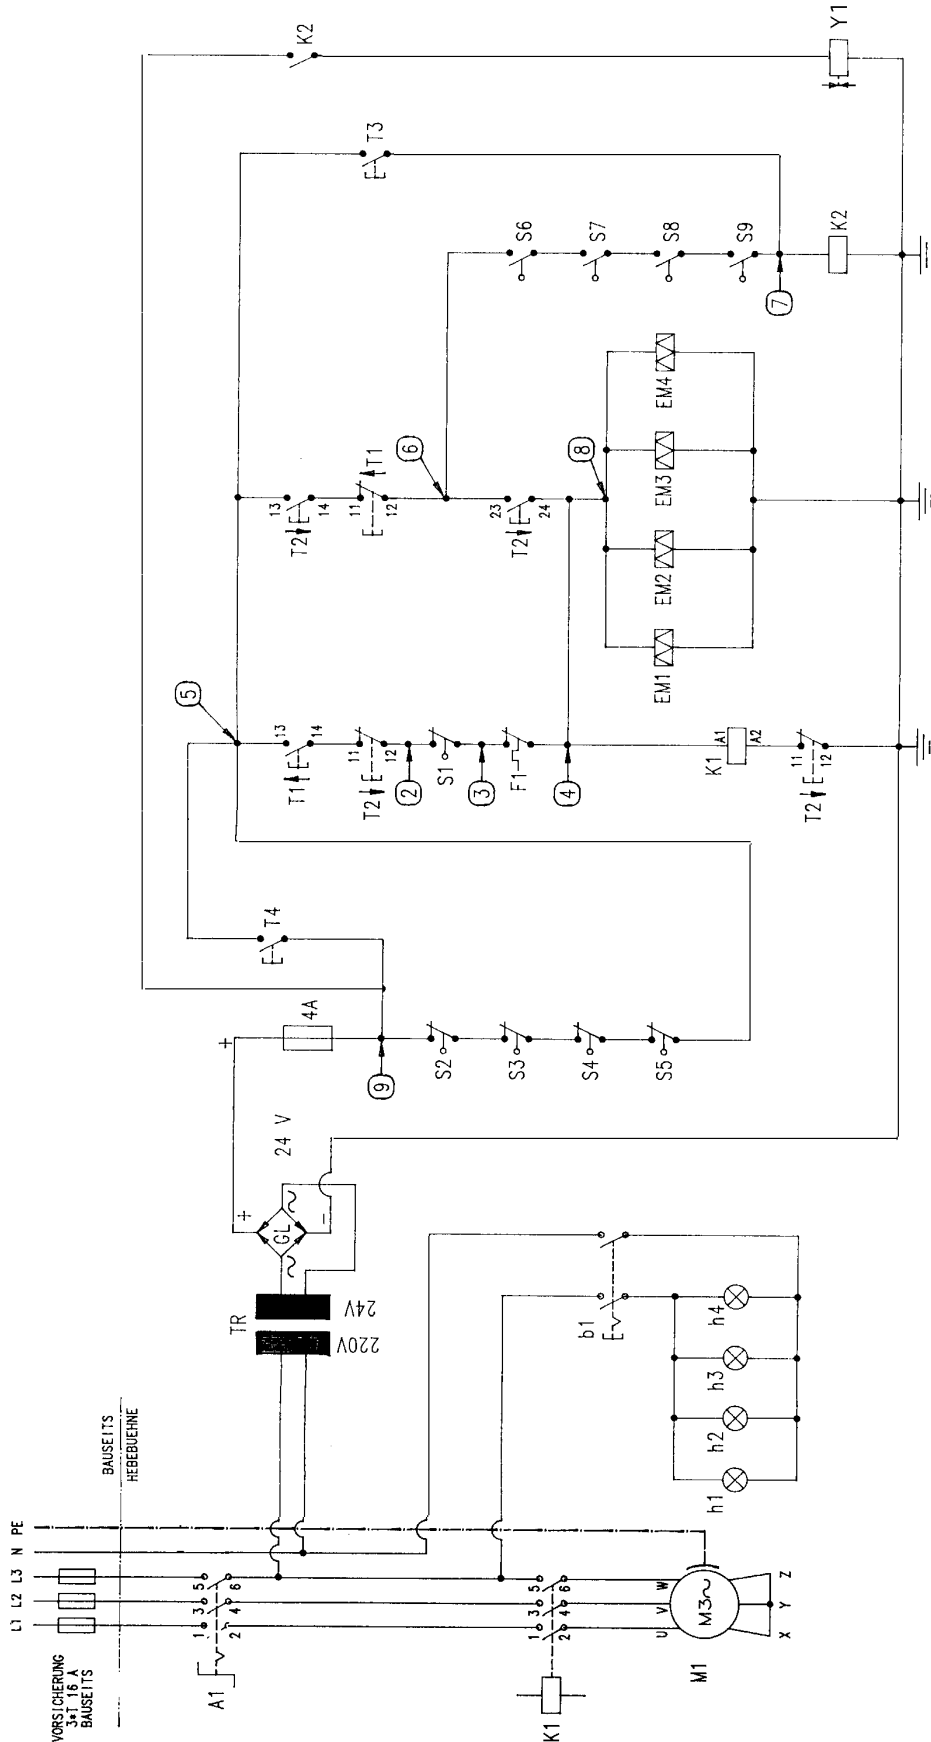 VORSICHERUNG
3*T 16 A
BAUSEITS
L1 L2 L3 N PE
BAUSEITS
HEBEBUEHNE
A1
1 3 5
2 4 6
K1
1 3 5
2 4 6
U V W
M3~
M1
X Y Z
TR
220V
24V
GL
~
~
+
-
24 V
b1
h1
h2
h3
h4
+
4A
9
S2
S3
S4
S5
T4
5
T1
13
14
T2
11
12
2
S1
3
F1
4
K1
A1
A2
T2
11
12
T2
13
14
T1
11
12
6
T2
23
24
8
EM1
EM2
EM3
EM4
T3
S6
S7
S8
S9
7
K2
K2
Y1